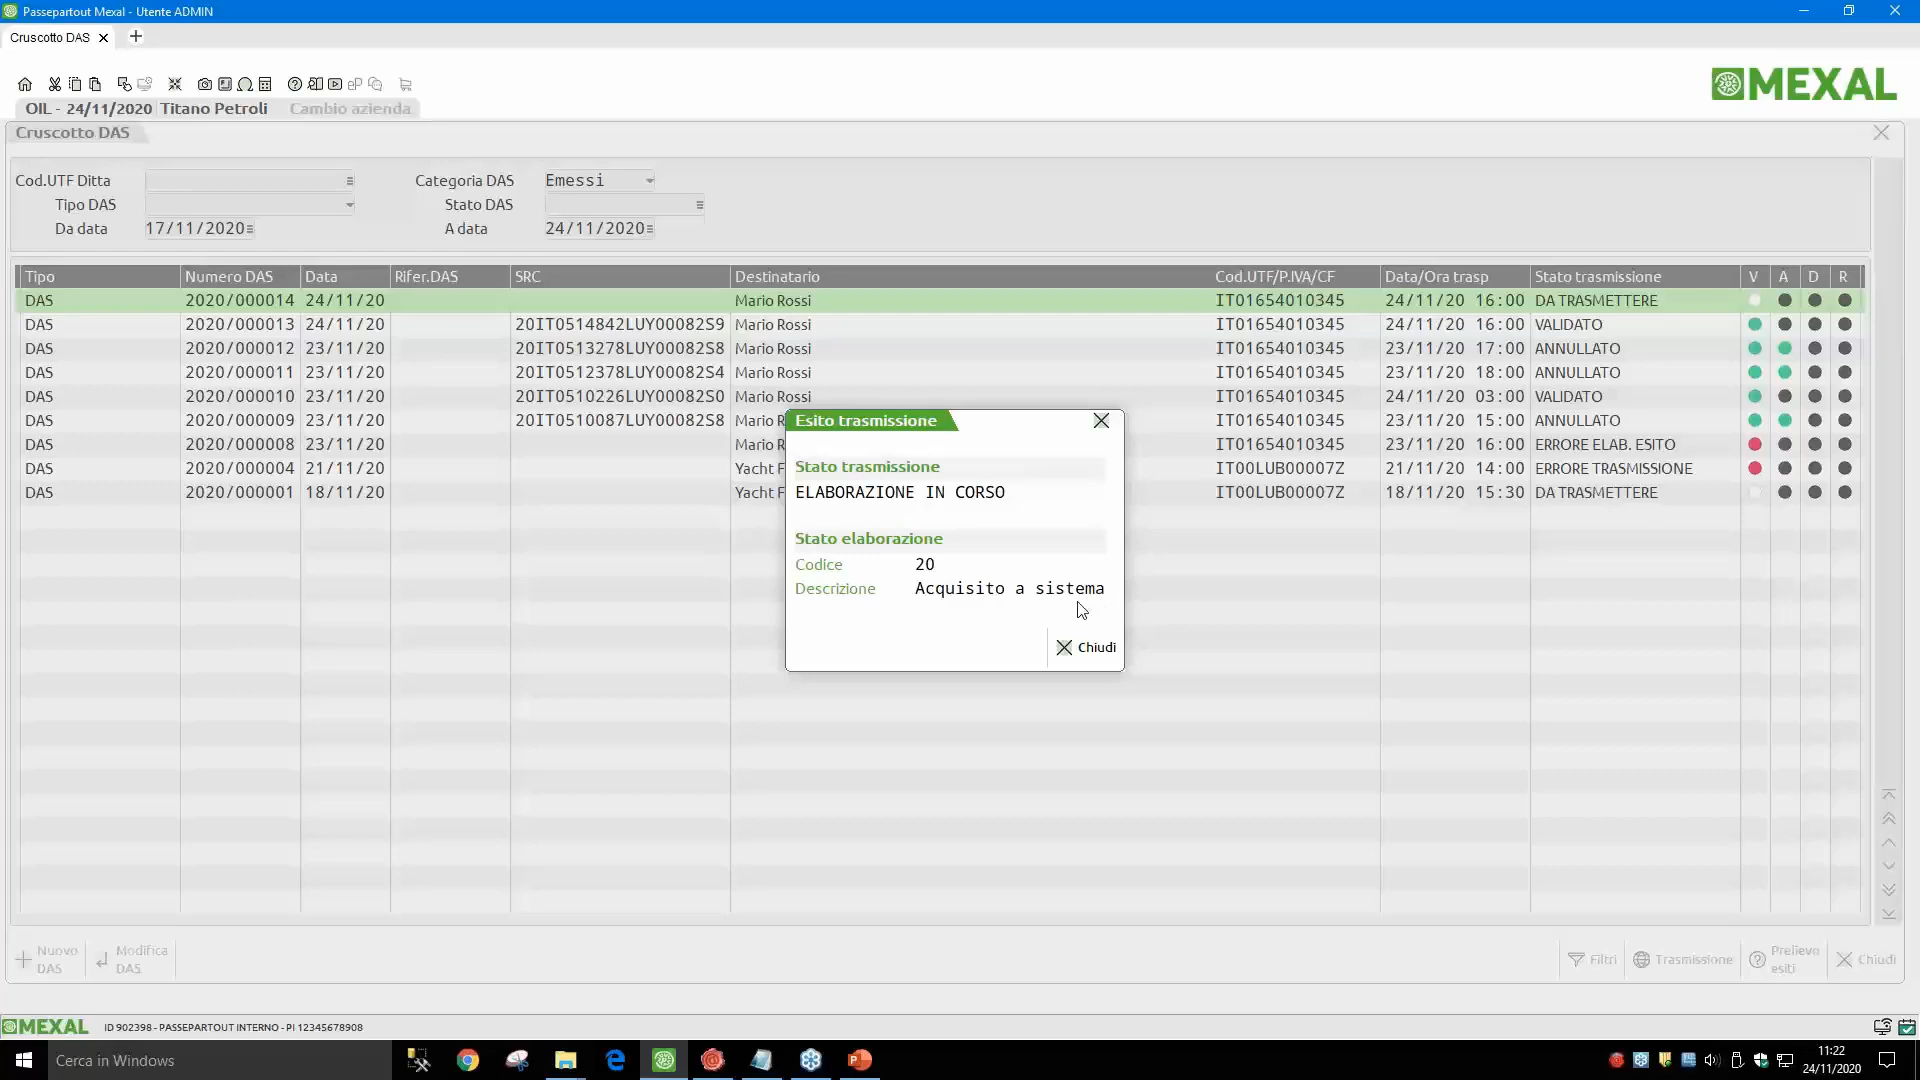 Passepartout Mexal - Utente ADMIN
Cruscotto DAS
MEXAL
OIL - 24/11/2020 Titano Petroli Cambio azienda
Cruscotto DAS
Cod.UTF Ditta Categoria DAS Emessi
Tipo DAS Stato DAS
Da data 17/11/2020 A data 24/11/2020
Tipo Numero DAS Data Rifer.DAS SRC Destinatario Cod.UTF/P.IVA/CF Data/Ora trasp Stato trasmissione V A D R
DAS 2020/000014 24/11/20 Mario Rossi IT01654010345 24/11/20 16:00 DA TRASMETTERE
DAS 2020/000013 24/11/20 20IT0514842LUY00082S9 Mario Rossi IT01654010345 24/11/20 16:00 VALIDATO
DAS 2020/000012 23/11/20 20IT0513278LUY00082S8 Mario Rossi IT01654010345 23/11/20 17:00 ANNULLATO
DAS 2020/000011 23/11/20 20IT0512378LUY00082S4 Mario Rossi IT01654010345 23/11/20 18:00 ANNULLATO
DAS 2020/000010 23/11/20 20IT0510226LUY00082S0 Mario Rossi IT01654010345 24/11/20 03:00 VALIDATO
DAS 2020/000009 23/11/20 20IT0510087LUY00082S8 Mario R IT01654010345 23/11/20 15:00 ANNULLATO
DAS 2020/000008 23/11/20 Mario R IT01654010345 23/11/20 16:00 ERRORE ELAB. ESITO
DAS 2020/000004 21/11/20 Yacht F IT00LUB00007Z 21/11/20 14:00 ERRORE TRASMISSIONE
DAS 2020/000001 18/11/20 Yacht F IT00LUB00007Z 18/11/20 15:30 DA TRASMETTERE
Esito trasmissione
Stato trasmissione
ELABORAZIONE IN CORSO
Stato elaborazione
Codice 20
Descrizione Acquisito a sistema
Chiudi
Nuovo DAS Modifica DAS Filtri Trasmissione Prelievo esiti Chiudi
MEXAL ID 902398 - PASSEPARTOUT INTERNO - PI 12345678908
Cerca in Windows
11:22
24/11/2020